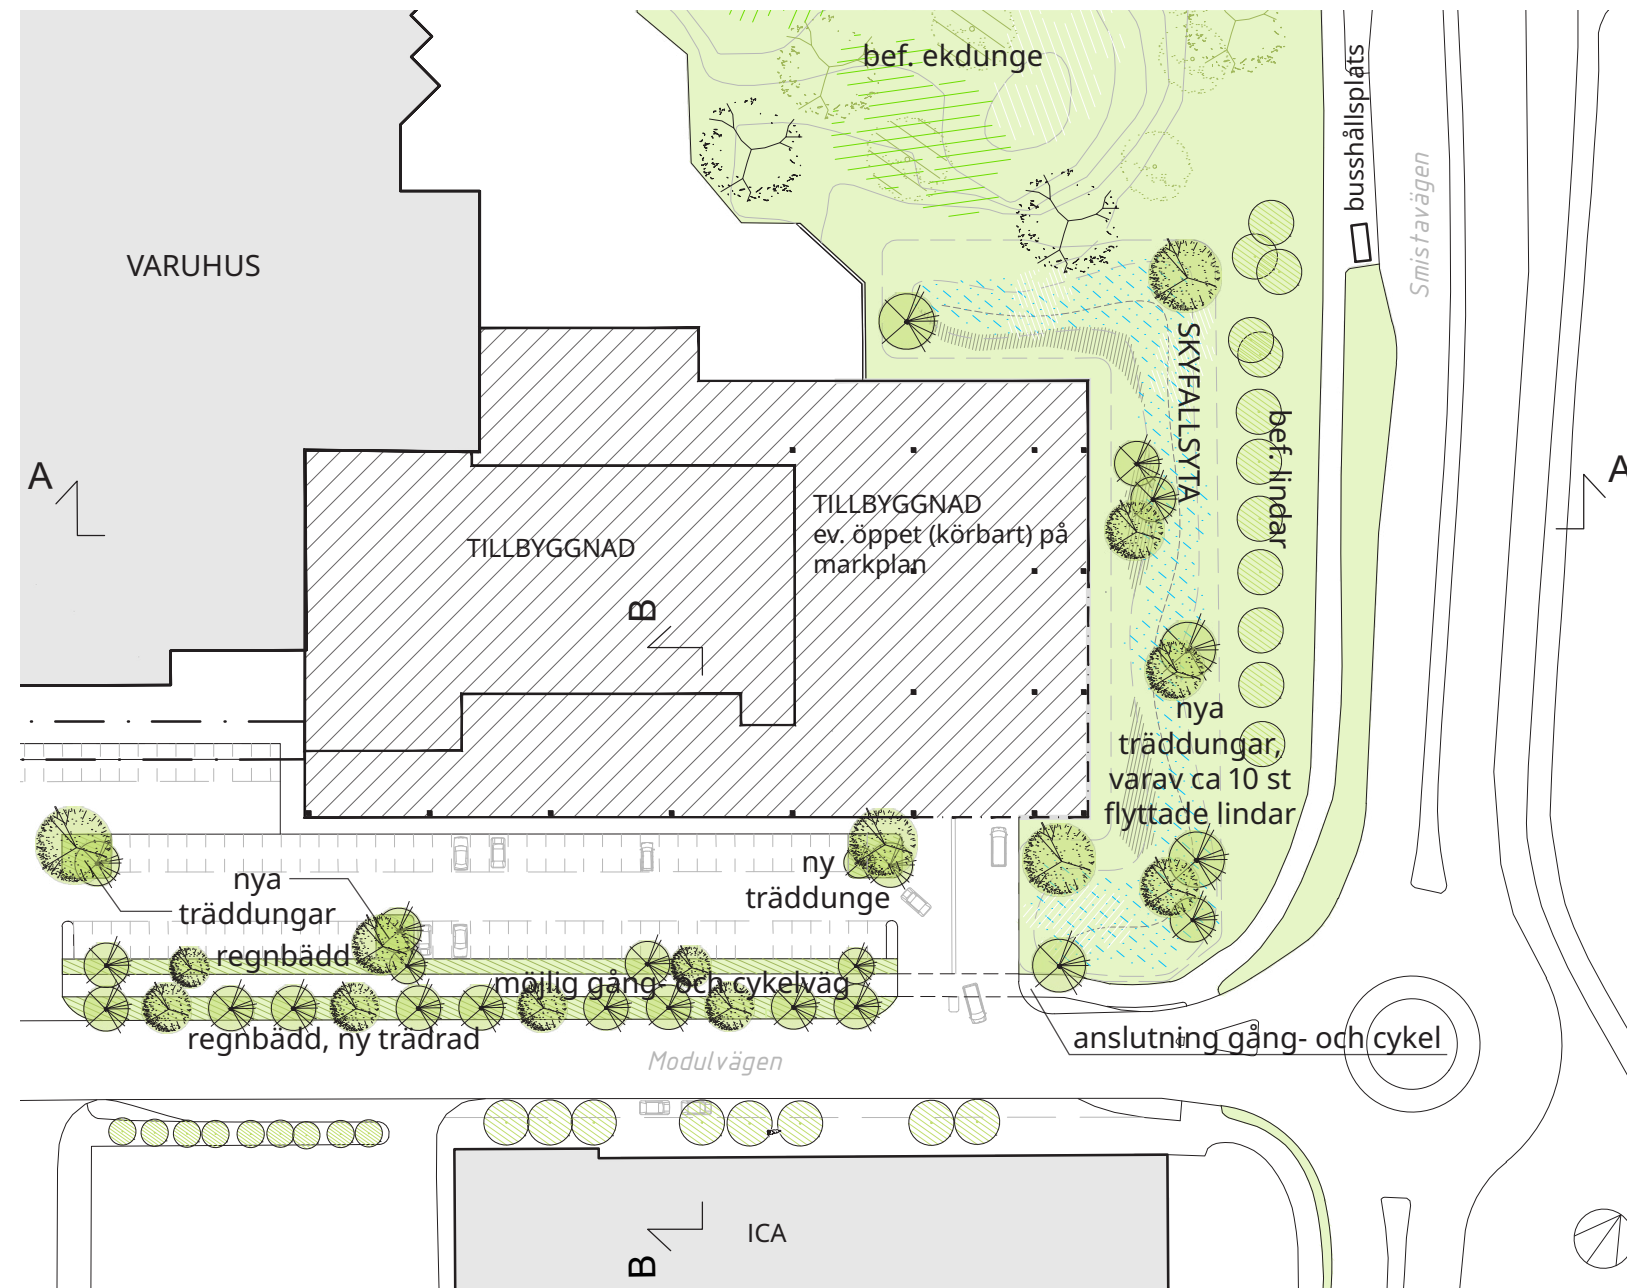 bef. ekdunge
busshållsplats
Smistavägen
VARUHUS
SKYFALLSYTA
bef. lindar
A
A
TILLBYGGNAD
ev. öppet (körbart) på
markplan
TILLBYGGNAD
B
nya
träddungar,
varav ca 10 st
flyttade lindar
ny
träddunge
nya
träddungar
regnbädd
möjlig gång- och cykelväg
regnbädd, ny trädrad
anslutning gång- och cykel
Modulvägen
ICA
B